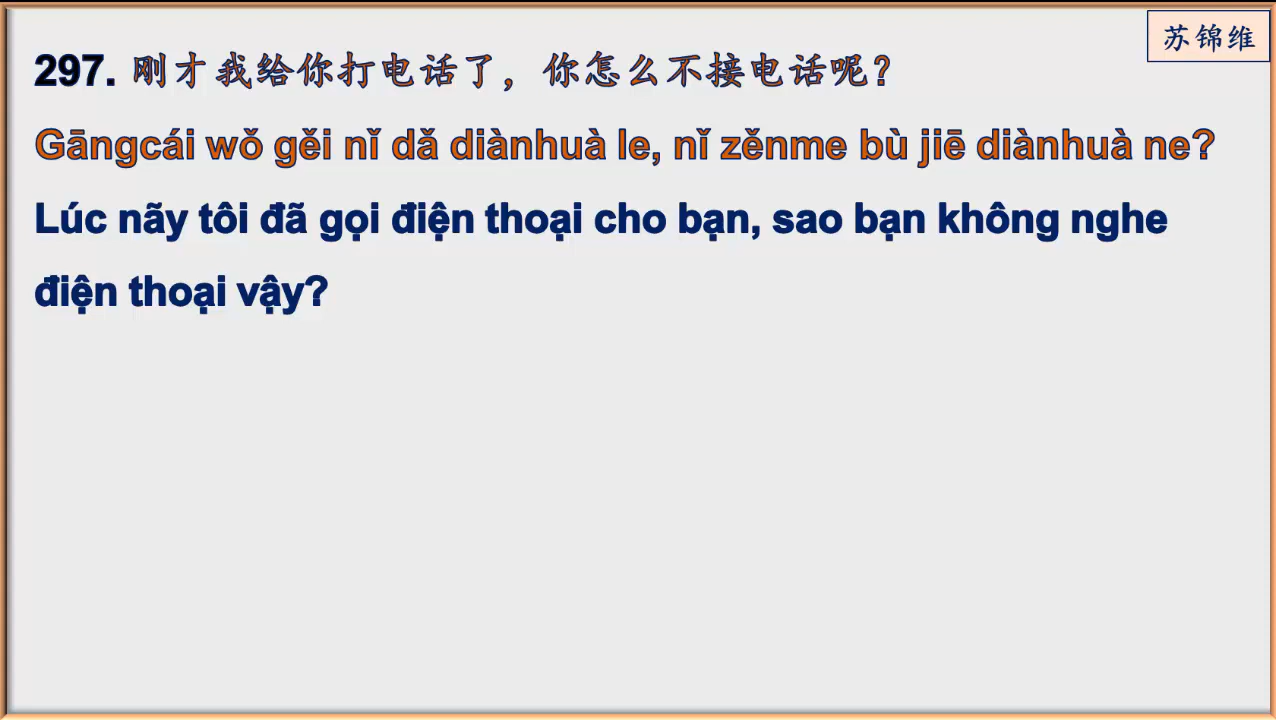 苏锦维
297. 刚才我给你打电话了，你怎么不接电话呢？
Gāngcái wǒ gěi nǐ dǎ diànhuà le, nǐ zěnme bù jiē diànhuà ne?
Lúc nãy tôi đã gọi điện thoại cho bạn, sao bạn không nghe
điện thoại vậy?